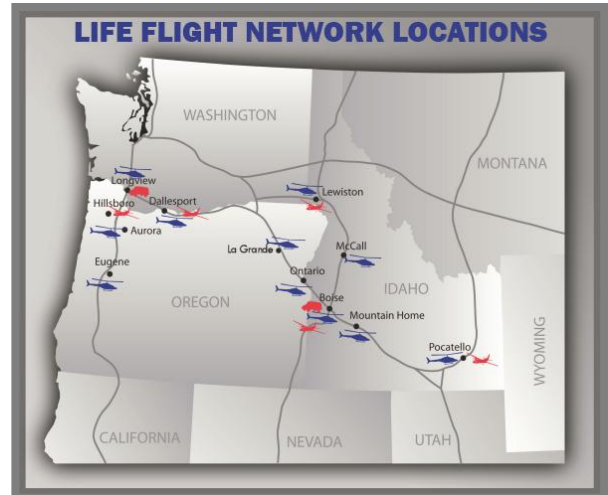 LIFE FLIGHT NETWORK LOCATIONS
WASHINGTON
MONTANA
Longview
Lewiston
Hillsboro
Dallesport
Aurora
La Grande
McCall
Eugene
Ontario
IDAHO
OREGON
Boise
Mountain Home
Pocatello
WYOMING
CALIFORNIA
NEVADA
UTAH